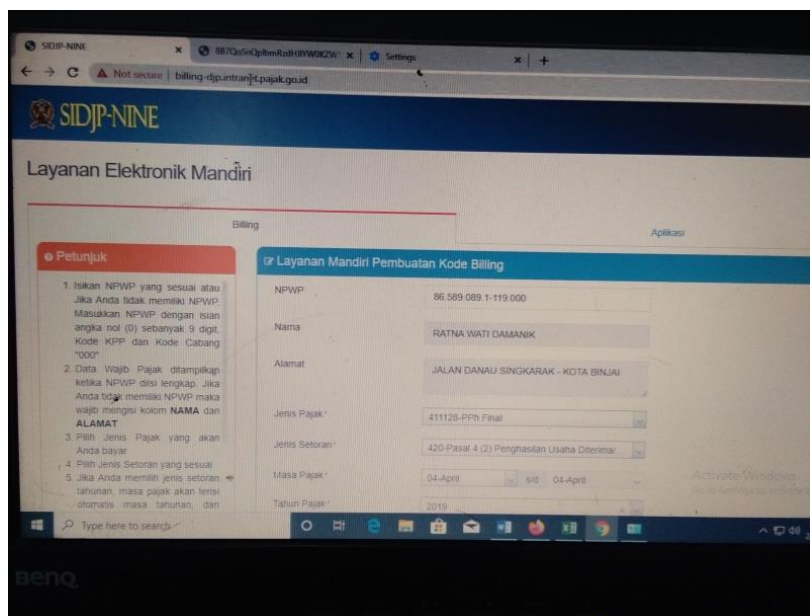 SIDJP-NINE
Settings
Not secure | billing-djp.intranet.pajak.go.id
SIDJP-NINE
Layanan Elektronik Mandiri
Billing
Aplikasi
Petunjuk
1. Isikan NPWP yang sesuai atau
Jika Anda tidak memiliki NPWP.
Masukkan NPWP dengan isian
angka nol (0) sebanyak 9 digit,
Kode KPP dan Kode Cabang
"000"
2. Data Wajib Pajak ditampilkan
ketika NPWP diisi lengkap. Jika
Anda tidak memiliki NPWP maka
wajib mengisi kolom NAMA dan
ALAMAT
3. Pilih Jenis Pajak yang akan
Anda bayar
4. Pilih Jenis Setoran yang sesuai
5. Jika Anda memilih jenis setoran
tahunan, masa pajak akan terisi
otomatis masa tahunan, dan
Layanan Mandiri Pembuatan Kode Billing
NPWP
86.589.089.1-119.000
Nama
RATNA WATI DAMANIK
Alamat
JALAN DANAU SINGKARAK - KOTA BINJAI
Jenis Pajak *
411128-PPh Final
Jenis Setoran *
420-Pasal 4 (2) Penghasilan Usaha Diterima/...
Masa Pajak *
04-April s/d 04-April
Tahun Pajak *
2019
Activate Windows
Type here to search
BenQ